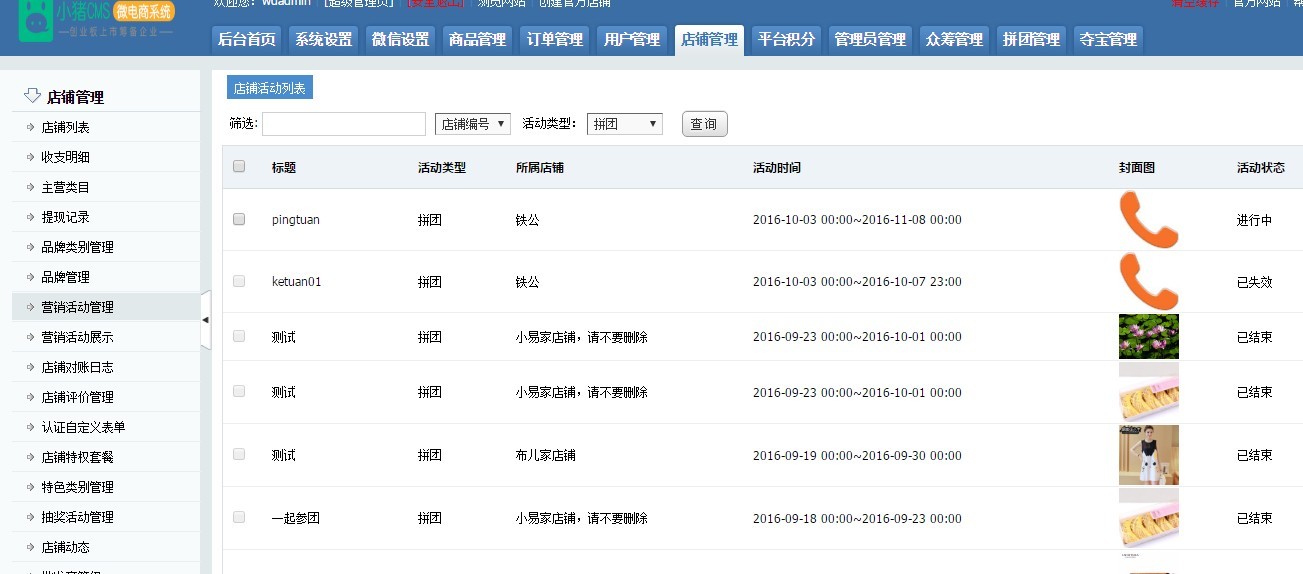 小猪CMS 微电商系统
—创业板上市筹备企业—
欢迎您： wuadmin [超级管理员] [安全退出] 浏览网站 创建官方店铺 清空缓存 官方网站
后台首页 系统设置 微信设置 商品管理 订单管理 用户管理 店铺管理 平台积分 管理员管理 众筹管理 拼团管理 夺宝管理
店铺管理
店铺列表
收支明细
主营类目
提现记录
品牌类别管理
品牌管理
营销活动管理
营销活动展示
店铺对账日志
店铺评价管理
认证自定义表单
店铺特权套餐
特色类别管理
抽奖活动管理
店铺动态
店铺活动列表
筛选: 店铺编号 活动类型： 拼团 查询
标题 活动类型 所属店铺 活动时间 封面图 活动状态
pingtuan 拼团 铁公 2016-10-03 00:00~2016-11-08 00:00 进行中
ketuan01 拼团 铁公 2016-10-03 00:00~2016-10-07 23:00 已失效
测试 拼团 小易家店铺，请不要删除 2016-09-23 00:00~2016-10-01 00:00 已结束
测试 拼团 小易家店铺，请不要删除 2016-09-23 00:00~2016-10-01 00:00 已结束
测试 拼团 布儿家店铺 2016-09-19 00:00~2016-09-30 00:00 已结束
一起参团 拼团 小易家店铺，请不要删除 2016-09-18 00:00~2016-09-23 00:00 已结束